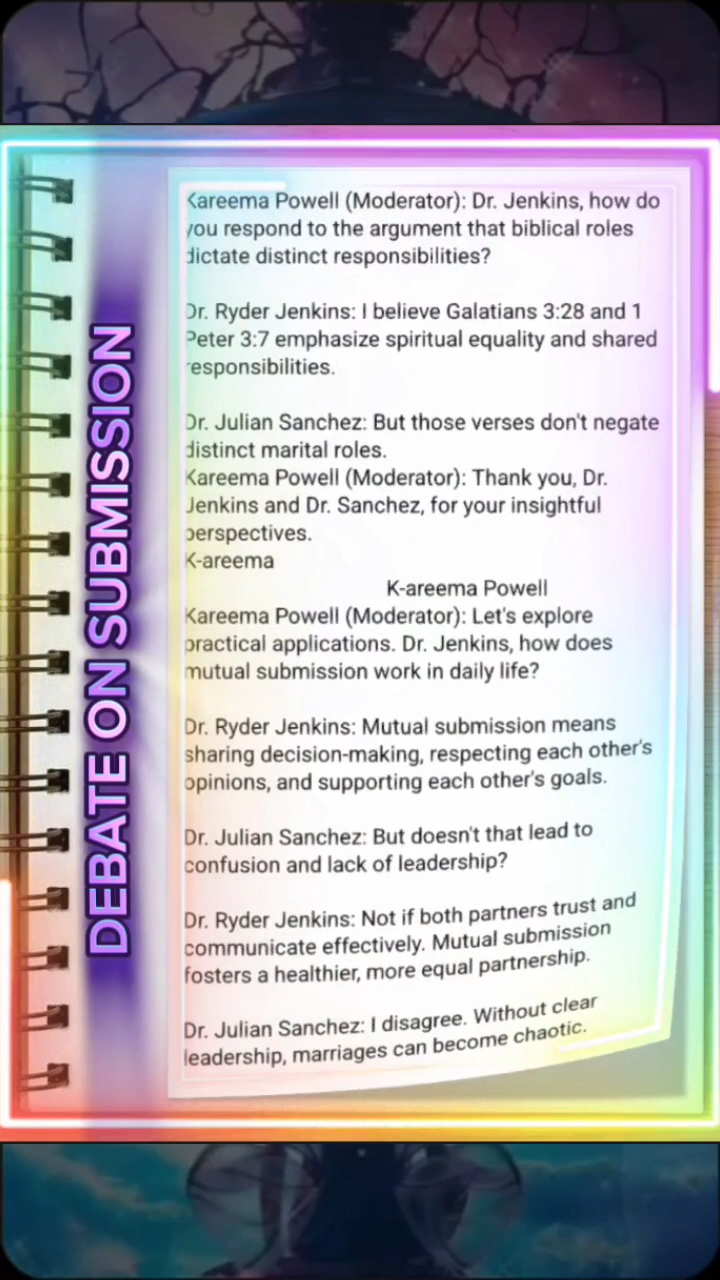 DEBATE ON SUBMISSION
Kareema Powell (Moderator): Dr. Jenkins, how do
you respond to the argument that biblical roles
dictate distinct responsibilities?
Dr. Ryder Jenkins: I believe Galatians 3:28 and 1
Peter 3:7 emphasize spiritual equality and shared
responsibilities.
Dr. Julian Sanchez: But those verses don't negate
distinct marital roles.
Kareema Powell (Moderator): Thank you, Dr.
Jenkins and Dr. Sanchez, for your insightful
perspectives.
K-areema
K-areema Powell
Kareema Powell (Moderator): Let's explore
practical applications. Dr. Jenkins, how does
mutual submission work in daily life?
Dr. Ryder Jenkins: Mutual submission means
sharing decision-making, respecting each other's
opinions, and supporting each other's goals.
Dr. Julian Sanchez: But doesn't that lead to
confusion and lack of leadership?
Dr. Ryder Jenkins: Not if both partners trust and
communicate effectively. Mutual submission
fosters a healthier, more equal partnership.
Dr. Julian Sanchez: I disagree. Without clear
leadership, marriages can become chaotic.